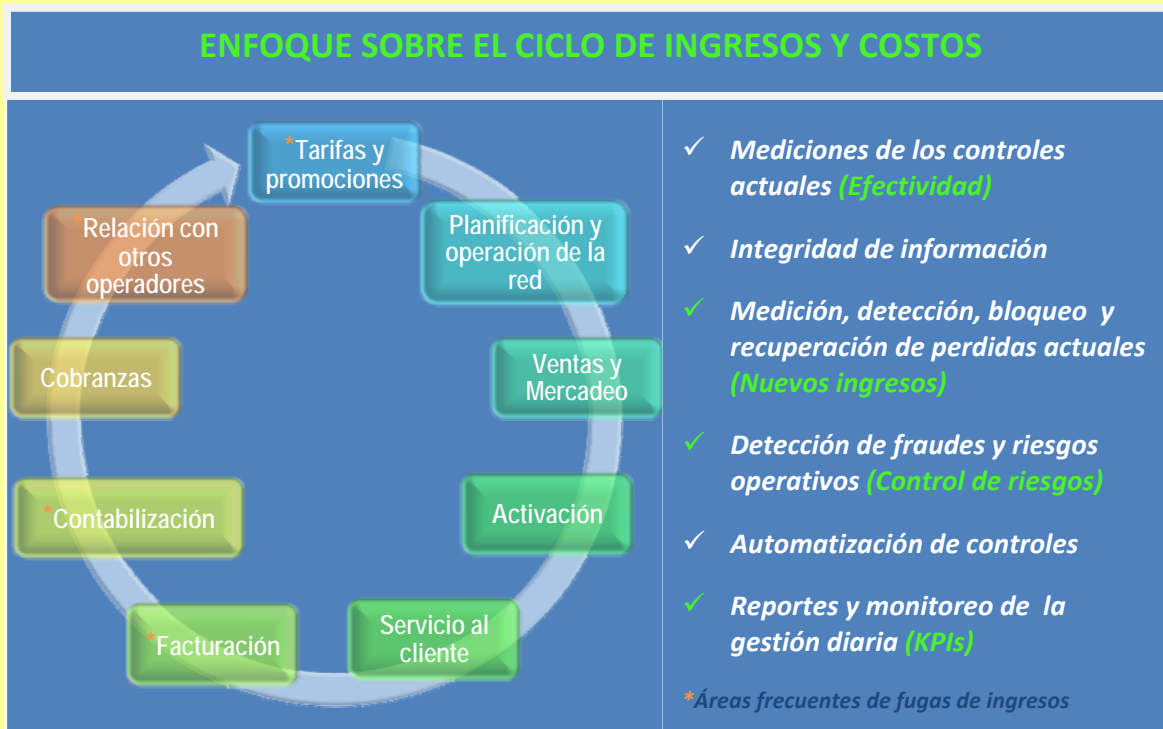 ENFOQUE SOBRE EL CICLO DE INGRESOS Y COSTOS
*Tarifas y
promociones
Planificación y
operación de la
red
Ventas y
Mercadeo
Activación
Servicio al
cliente
*Facturación
*Contabilización
Cobranzas
*Relación con
otros
operadores
✓ Mediciones de los controles
actuales (Efectividad)
✓ Integridad de información
✓ Medición, detección, bloqueo y
recuperación de perdidas actuales
(Nuevos ingresos)
✓ Detección de fraudes y riesgos
operativos (Control de riesgos)
✓ Automatización de controles
✓ Reportes y monitoreo de la
gestión diaria (KPIs)
*Áreas frecuentes de fugas de ingresos